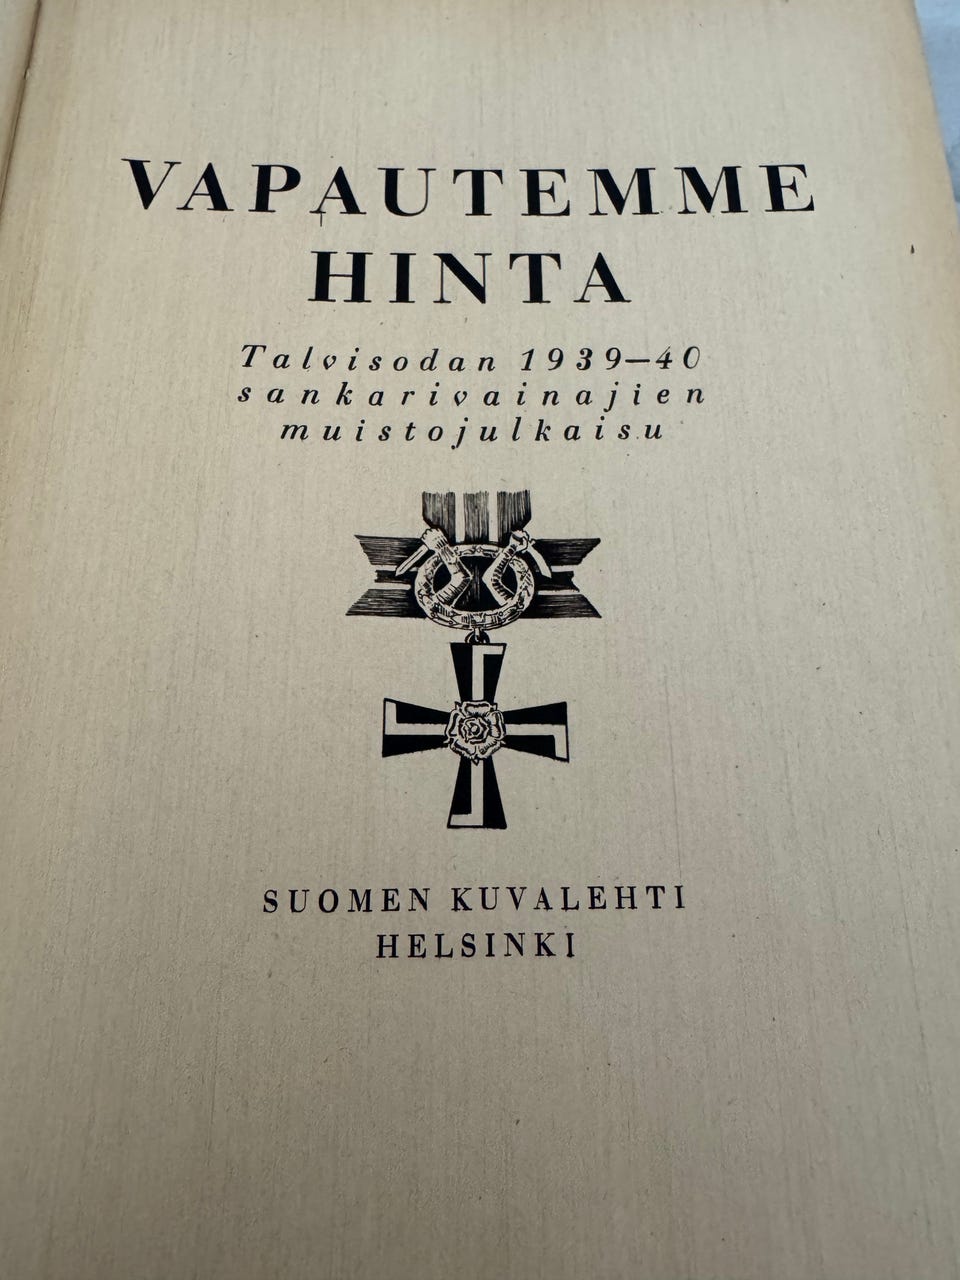 VAPAUTEMME
HINTA
Talvisodan 1939—40
sankarivainajien
muistojulkaisu
SUOMEN KUVALEHTI
HELSINKI